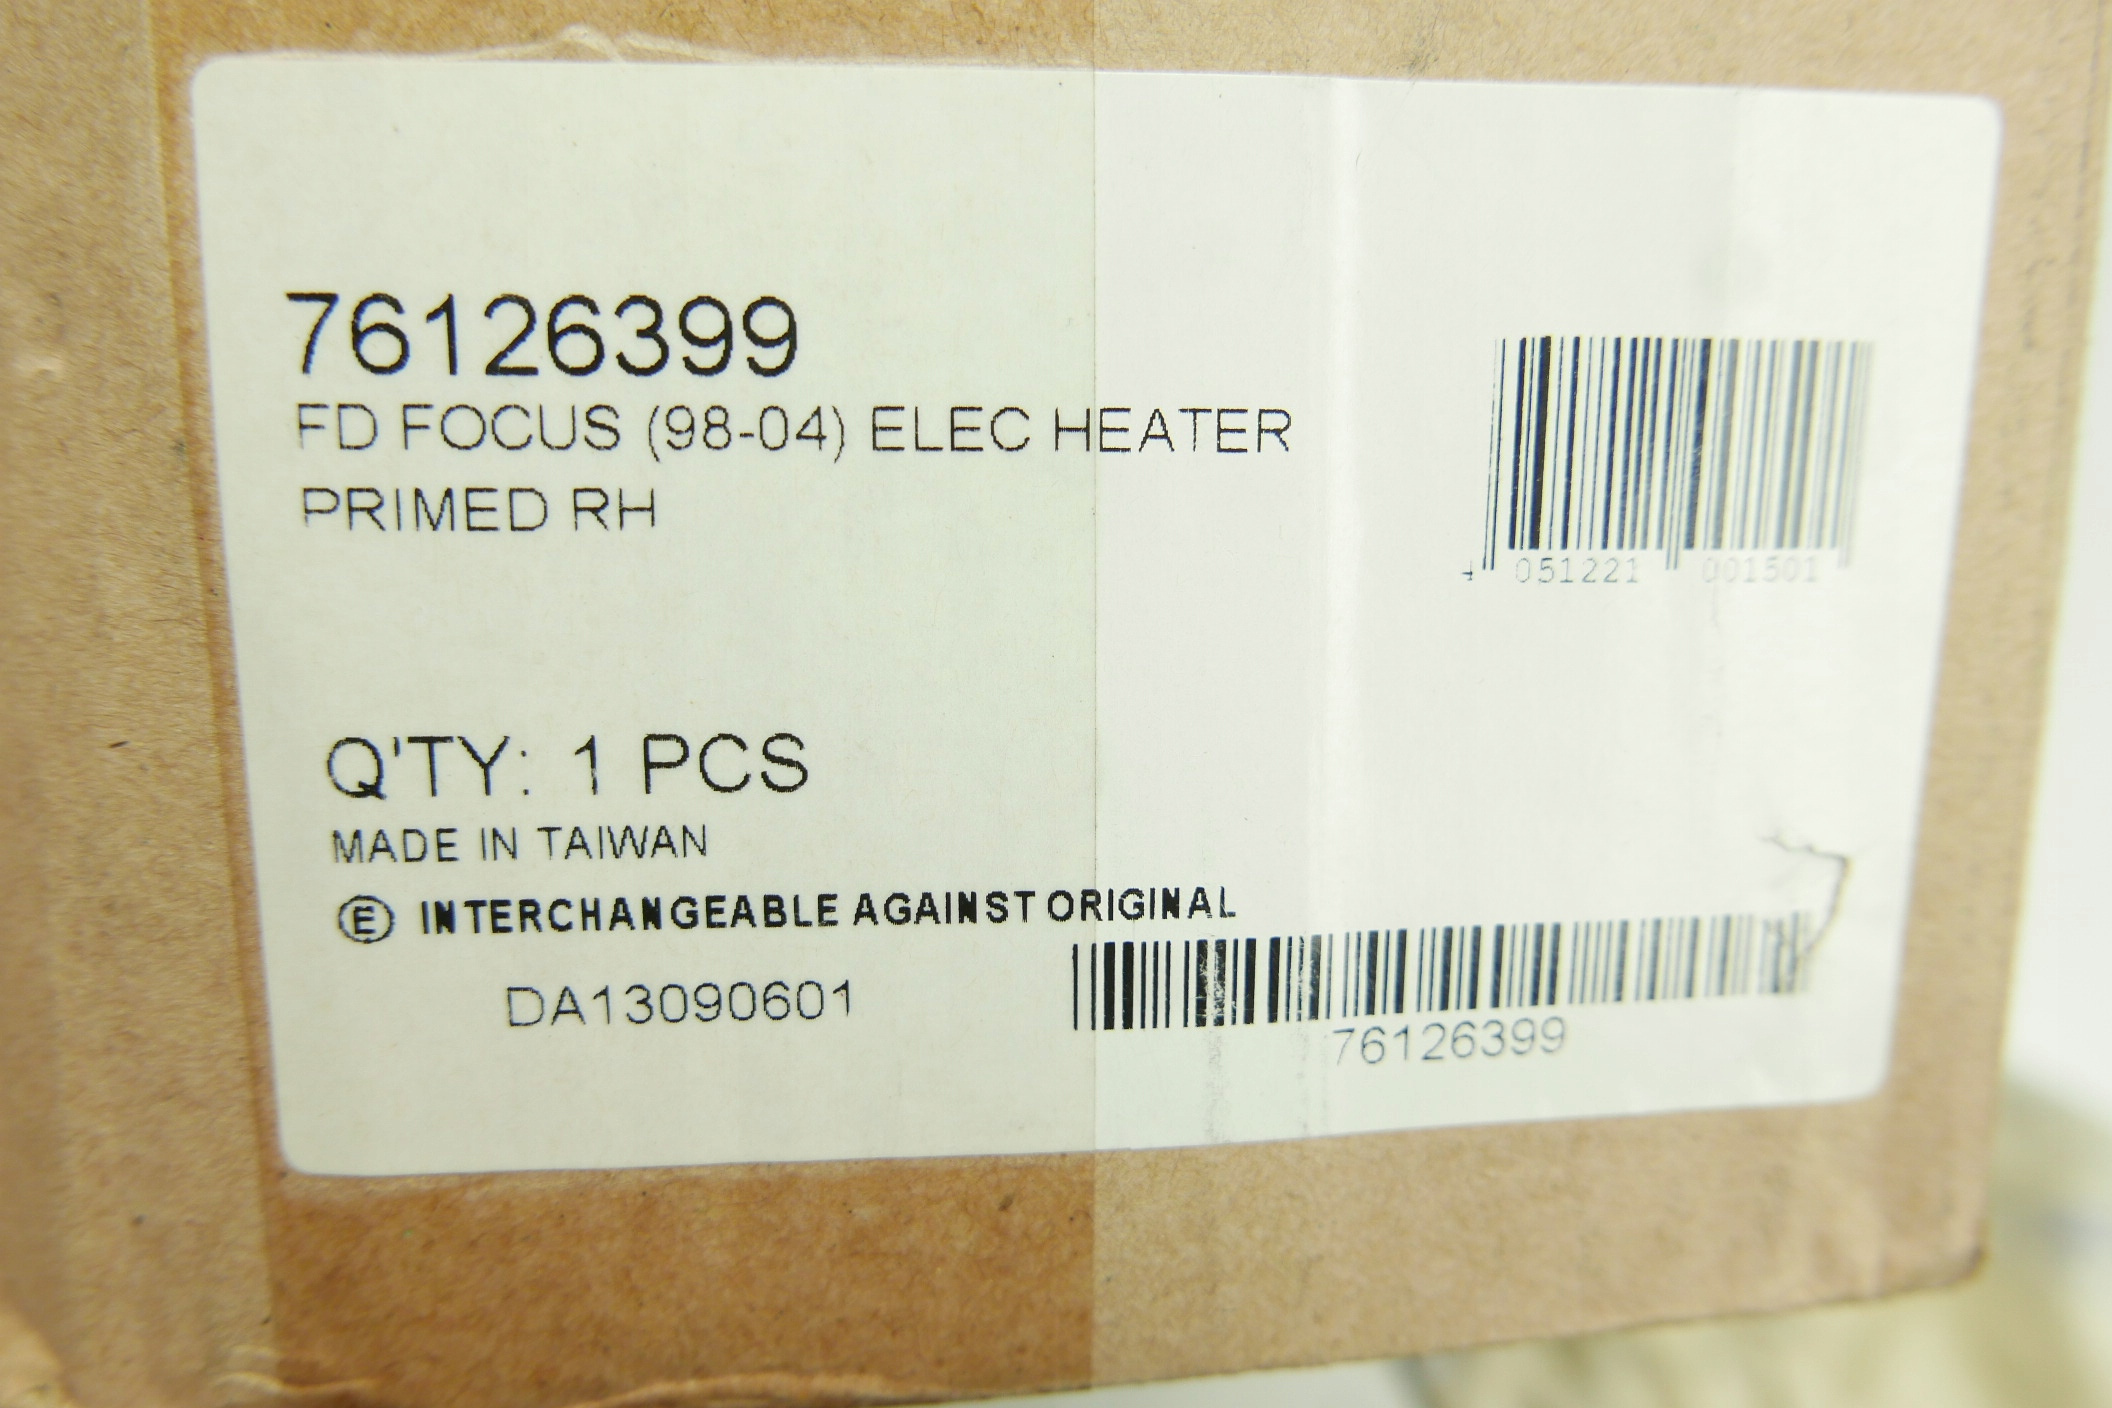 76126399
FD FOCUS (98-04) ELEC HEATER
PRIMED RH
4 051221 001501
Q'TY: 1 PCS
MADE IN TAIWAN
E INTERCHANGEABLE AGAINST ORIGINAL
DA13090601
76126399